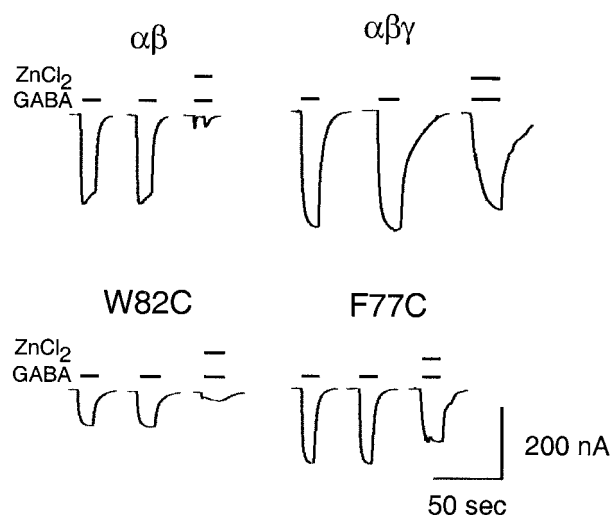 αβ αβγ
ZnCl2
GABA
W82C F77C
ZnCl2
GABA
200 nA
50 sec